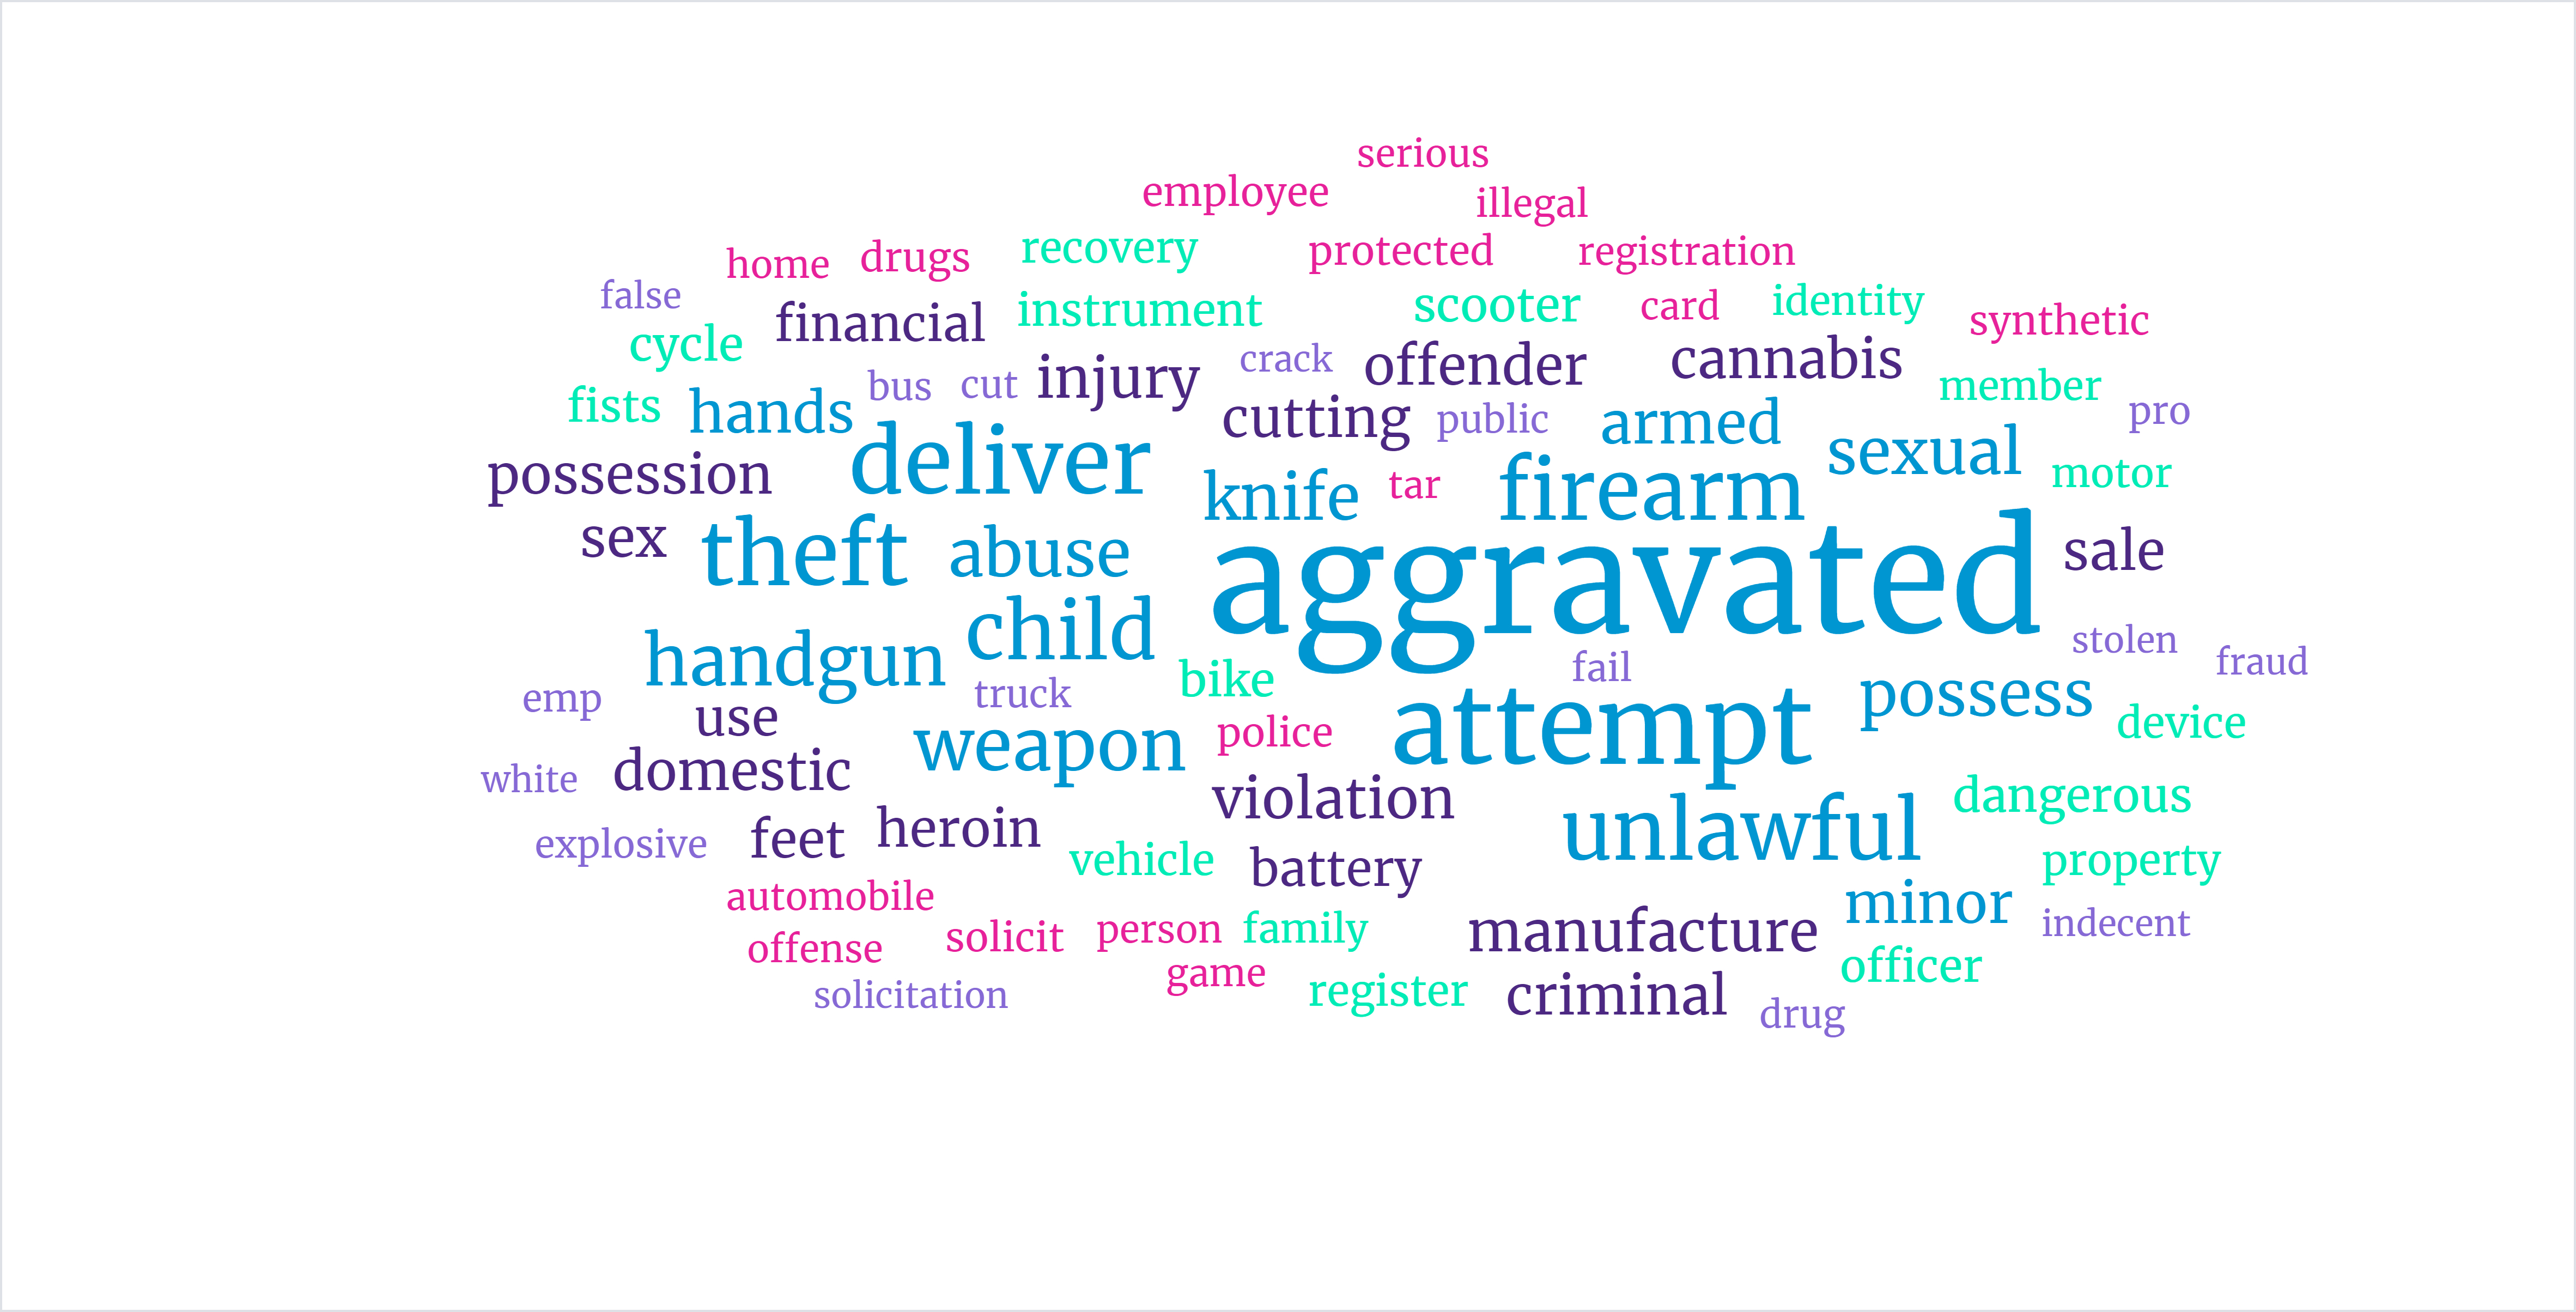 serious
employee
illegal
home drugs recovery protected registration
false financial instrument scooter card identity synthetic
cycle injury crack offender cannabis member
fists hands bus cut cutting public armed pro
possession deliver knife tar firearm sexual motor
sex theft abuse aggravated sale
handgun child bike fail stolen fraud
emp use truck police attempt possess device
white domestic weapon violation unlawful dangerous
explosive feet heroin vehicle battery property
automobile minor indecent
offense solicit person family manufacture officer
solicitation game register criminal drug